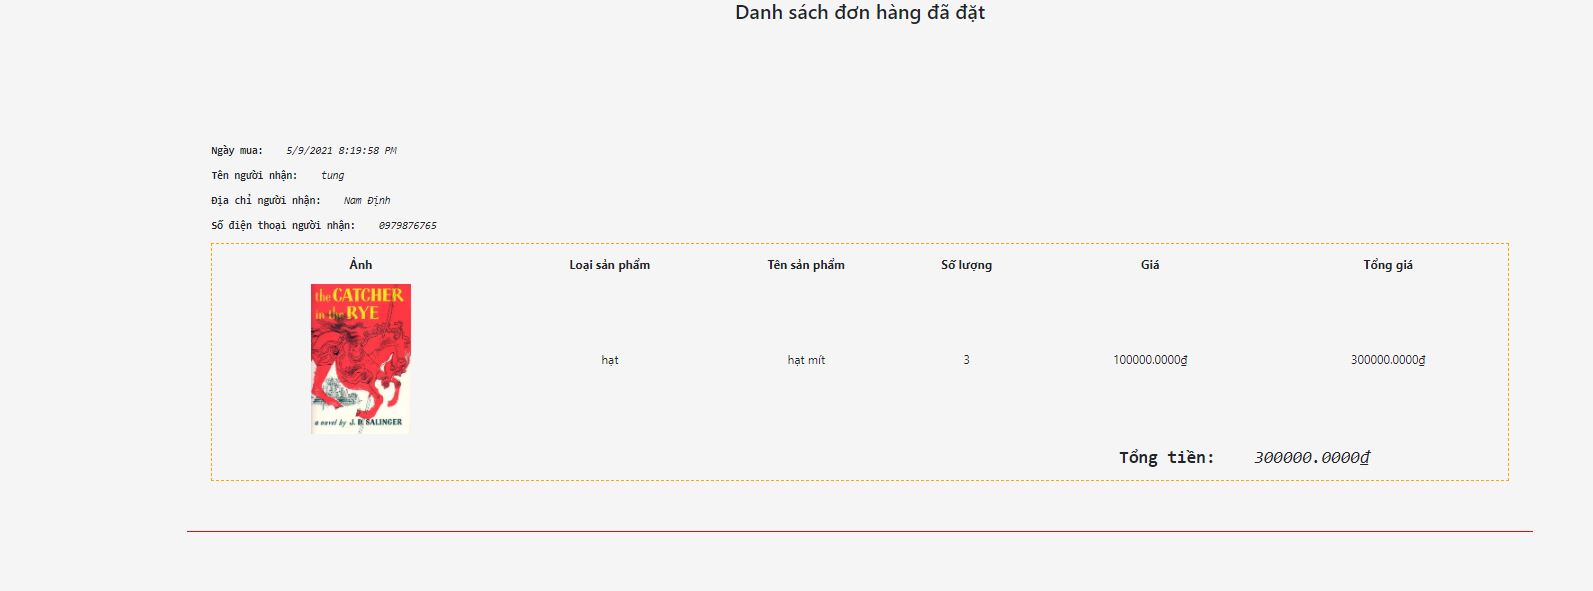 Danh sách đơn hàng đã đặt
Ngày mua: 5/9/2021 8:19:58 PM
Tên người nhận: tung
Địa chỉ người nhận: Nam Định
Số điện thoại người nhận: 0979876765
Ảnh Loại sản phẩm Tên sản phẩm Số lượng Giá Tổng giá
the CATCHER
in the RYE
a novel by J. D. SALINGER
hạt hạt mít 3 100000.0000₫ 300000.0000₫
Tổng tiền: 300000.0000₫